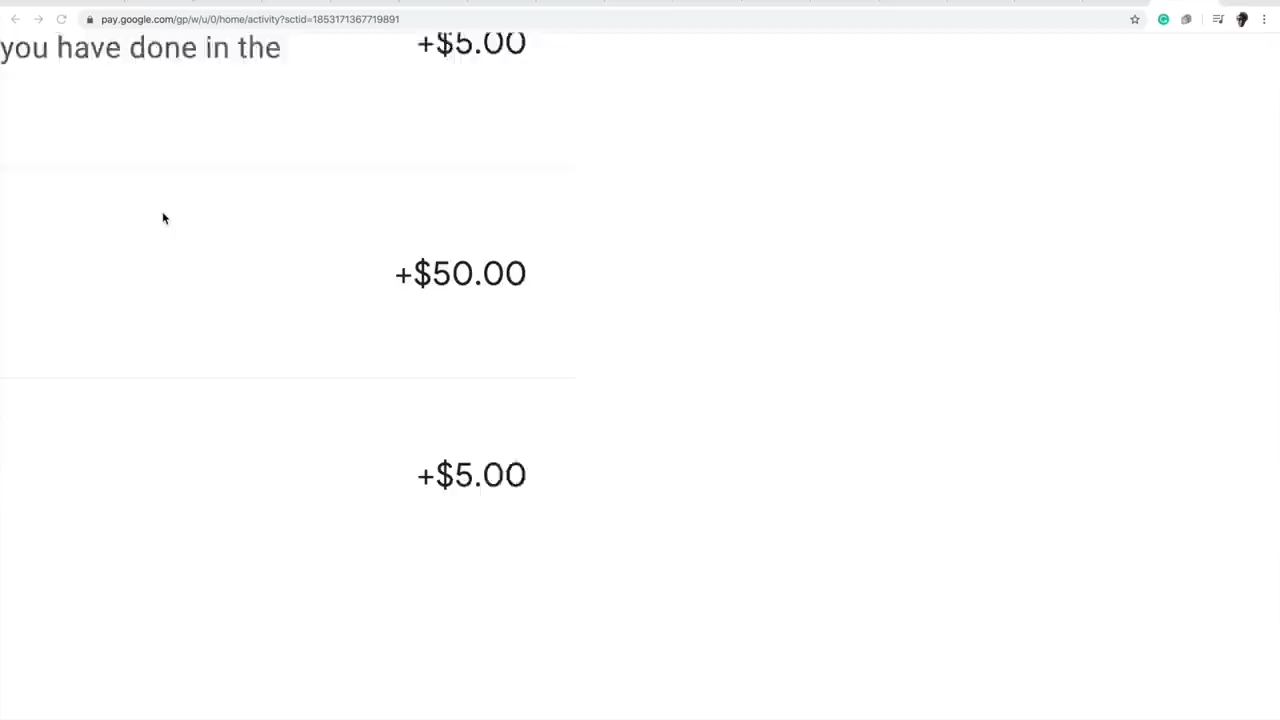 pay.google.com/gp/w/u/0/home/activity?sctid=1853171367719891
you have done in the
+$5.00
+$50.00
+$5.00